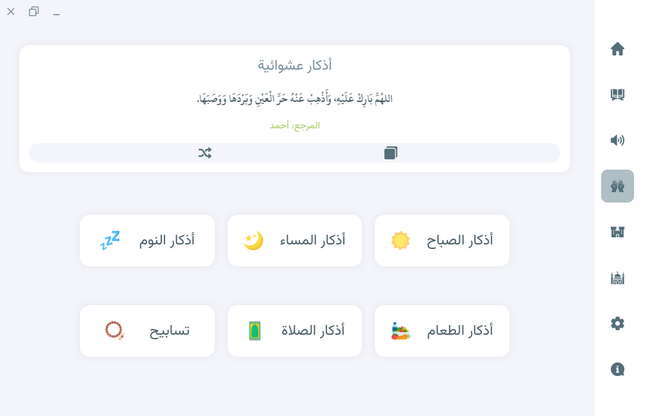 أذكار عشوائية
اللهُمَّ بَارِكْ عَلَيْهِ، وَأَذْهِبْ عَنْهُ حَرَّ الْعَيْنِ وَبَرْدَهَا وَوَصَبَهَا.
المرجع: أحمد
أذكار الصباح
أذكار المساء
أذكار النوم
أذكار الطعام
أذكار الصلاة
تسابيح